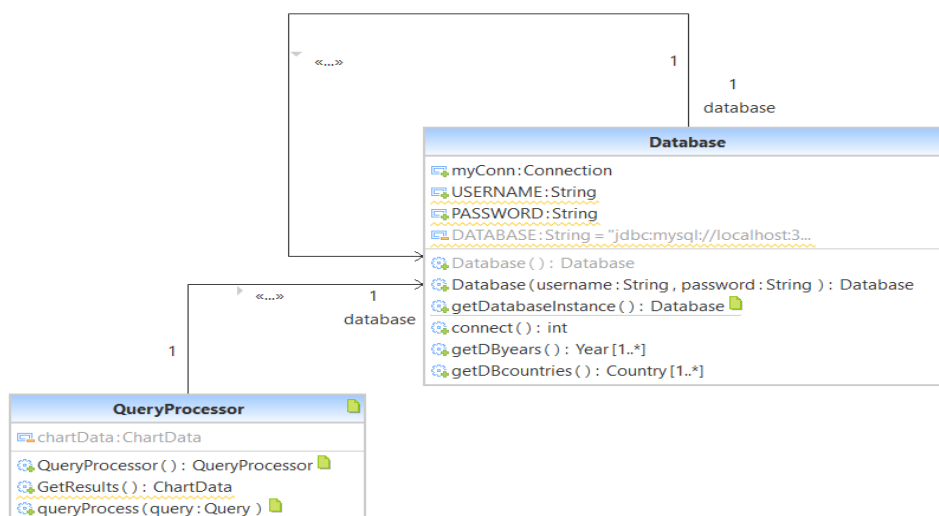 «...»
1
1
database
Database
myConn:Connection
USERNAME:String
PASSWORD:String
DATABASE:String = "jdbc:mysql://localhost:3...
Database ( ) : Database
Database (username : String , password : String ) : Database
getDatabaseInstance ( ) : Database
connect ( ) : int
getDByears ( ) : Year [1..*]
getDBcountries ( ) : Country [1..*]
«...»
1
database
1
QueryProcessor
chartData:ChartData
QueryProcessor ( ) : QueryProcessor
GetResults ( ) : ChartData
queryProcess (query : Query )